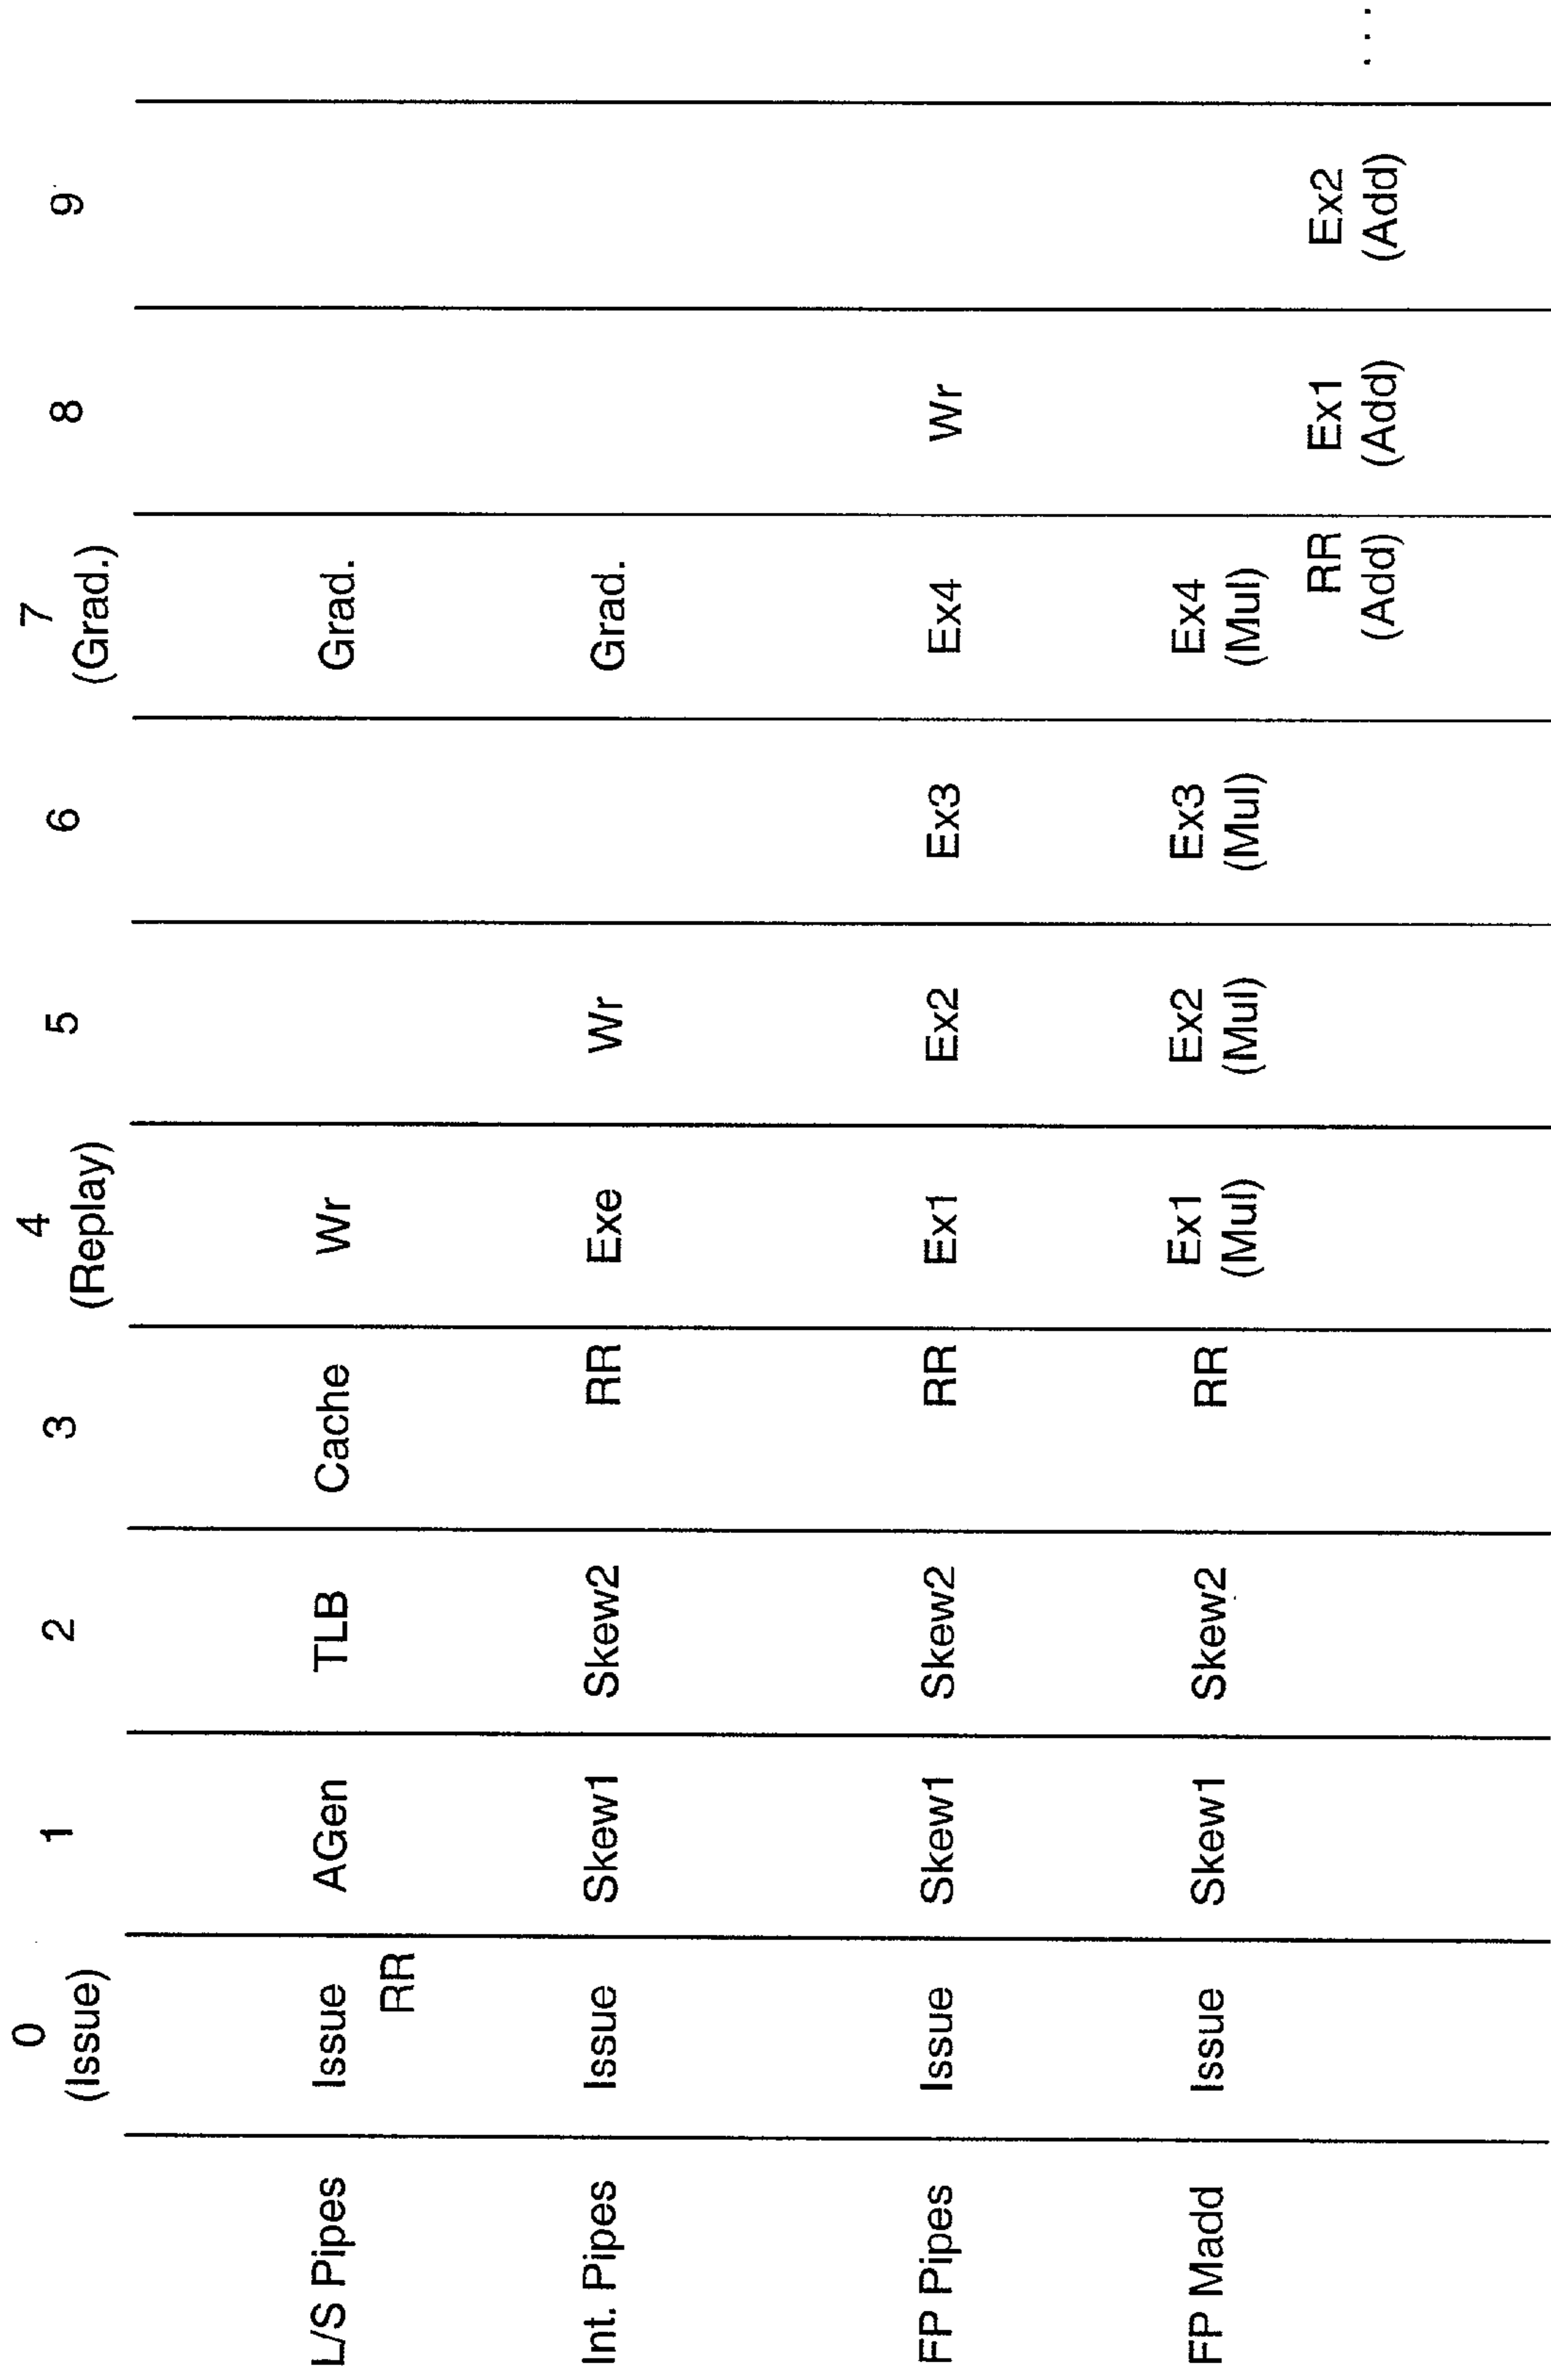 0 1 2 3 4 5 6 7 8 9
(Issue) (Replay) (Grad.)
L/S Pipes Issue AGen TLB Cache Wr Grad.
RR
Int. Pipes Issue Skew1 Skew2 RR Exe Wr Grad.
FP Pipes Issue Skew1 Skew2 RR Ex1 Ex2 Ex3 Ex4 Wr
FP Madd Issue Skew1 Skew2 RR Ex1 Ex2 Ex3 Ex4
(Mul) (Mul) (Mul) (Mul)
RR Ex1 Ex2
(Add) (Add) (Add) . . .